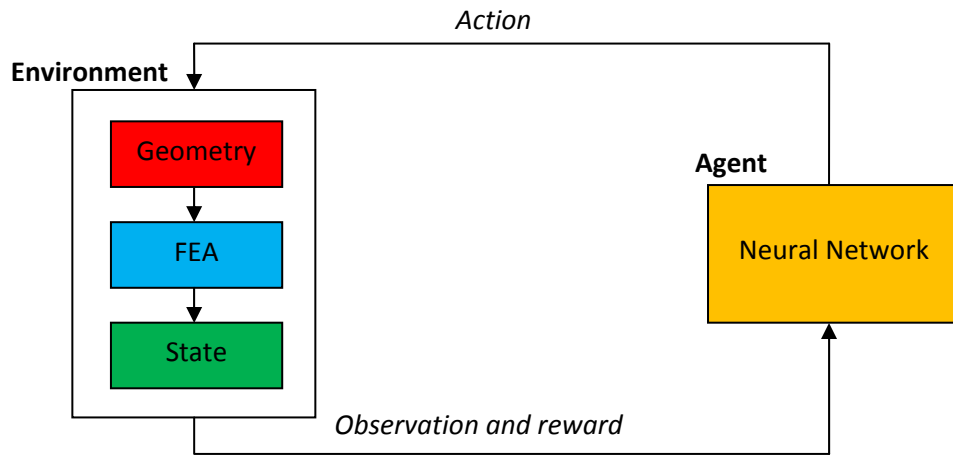 Action
Environment
Geometry
Agent
FEA
Neural Network
State
Observation and reward